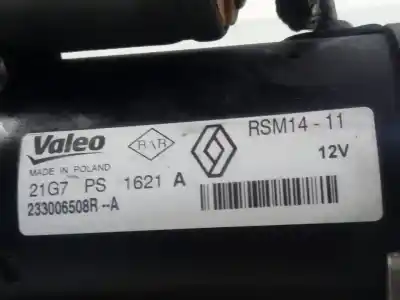 Valeo
MADE IN POLAND
RSM14-11
12V
21G7 PS 1621 A
233006508R--A